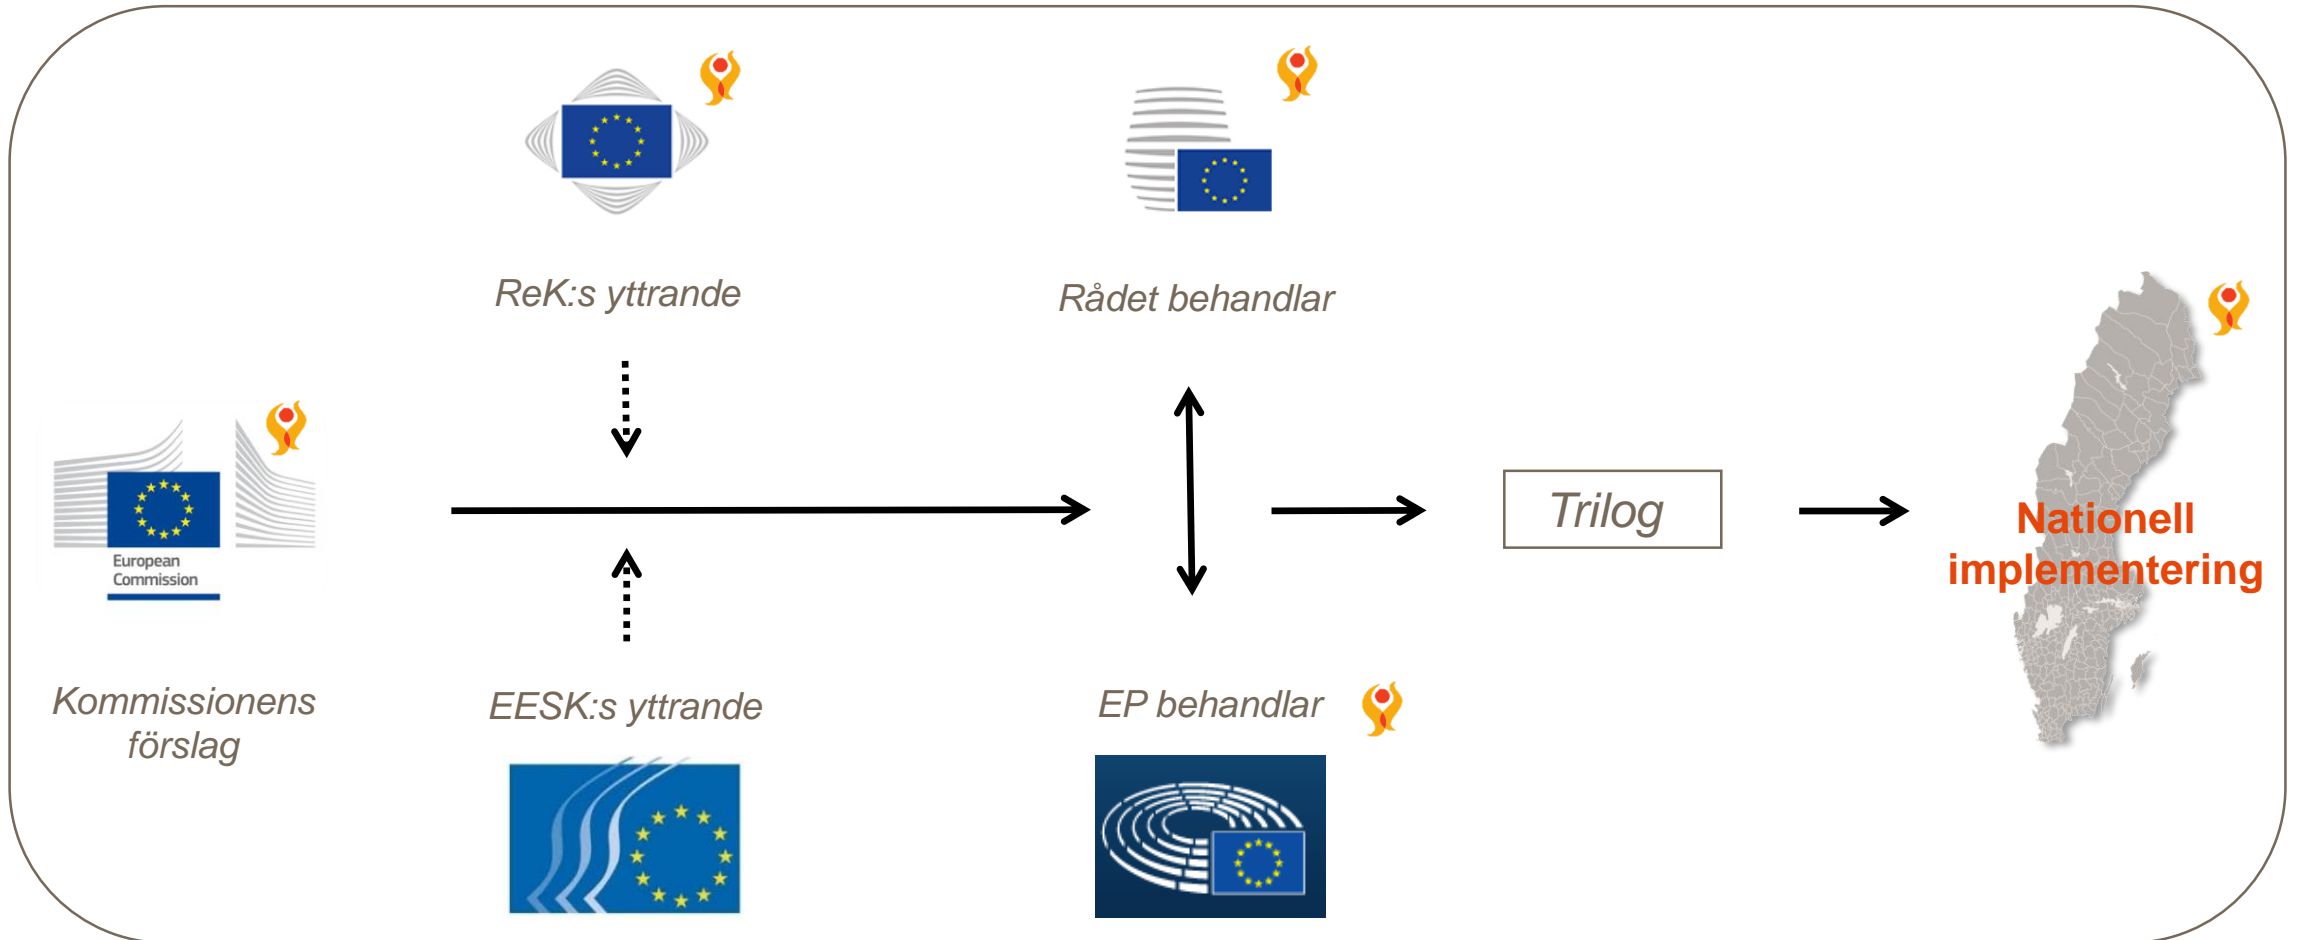 ReK:s yttrande
Rådet behandlar
European
Commission
Trilog
Nationell
implementering
Kommissionens
förslag
EESK:s yttrande
EP behandlar